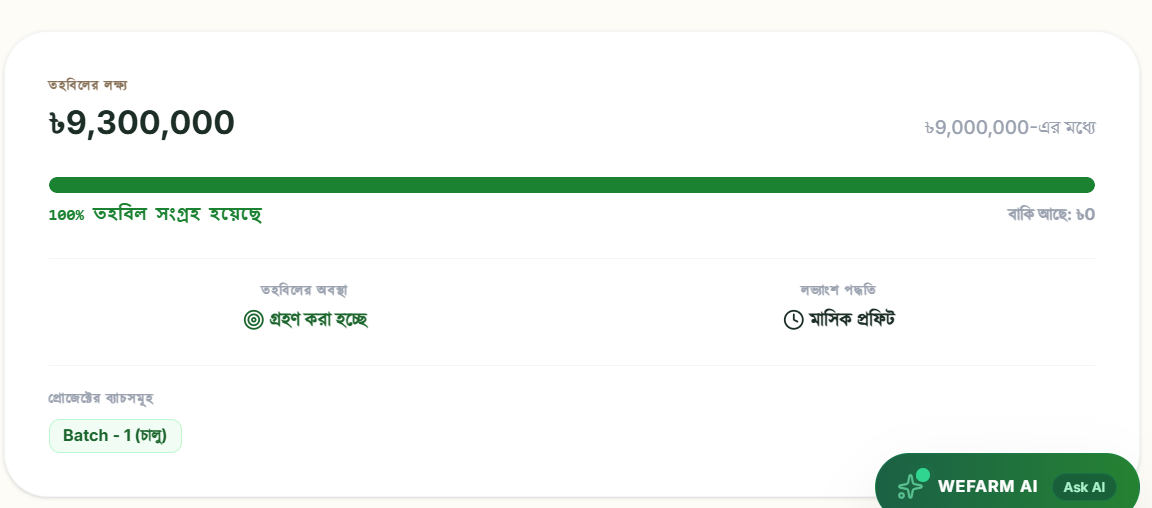 তহবিলের লক্ষ্য
৳9,300,000
৳9,000,000-এর মধ্যে
100% তহবিল সংগ্রহ হয়েছে
বাকি আছে: ৳0
তহবিলের অবস্থা
লভ্যাংশ পদ্ধতি
গ্রহণ করা হচ্ছে
মাসিক প্রফিট
প্রোজেক্টের ব্যাচসমূহ
Batch - 1 (চালু)
WEFARM AI Ask AI